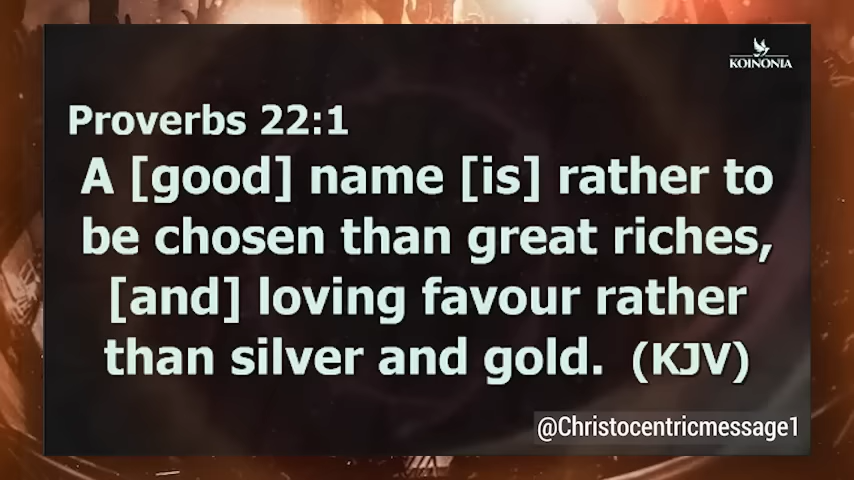 KOINONIA
Proverbs 22:1
A [good] name [is] rather to
be chosen than great riches,
[and] loving favour rather
than silver and gold. (KJV)
@Christocentricmessage1